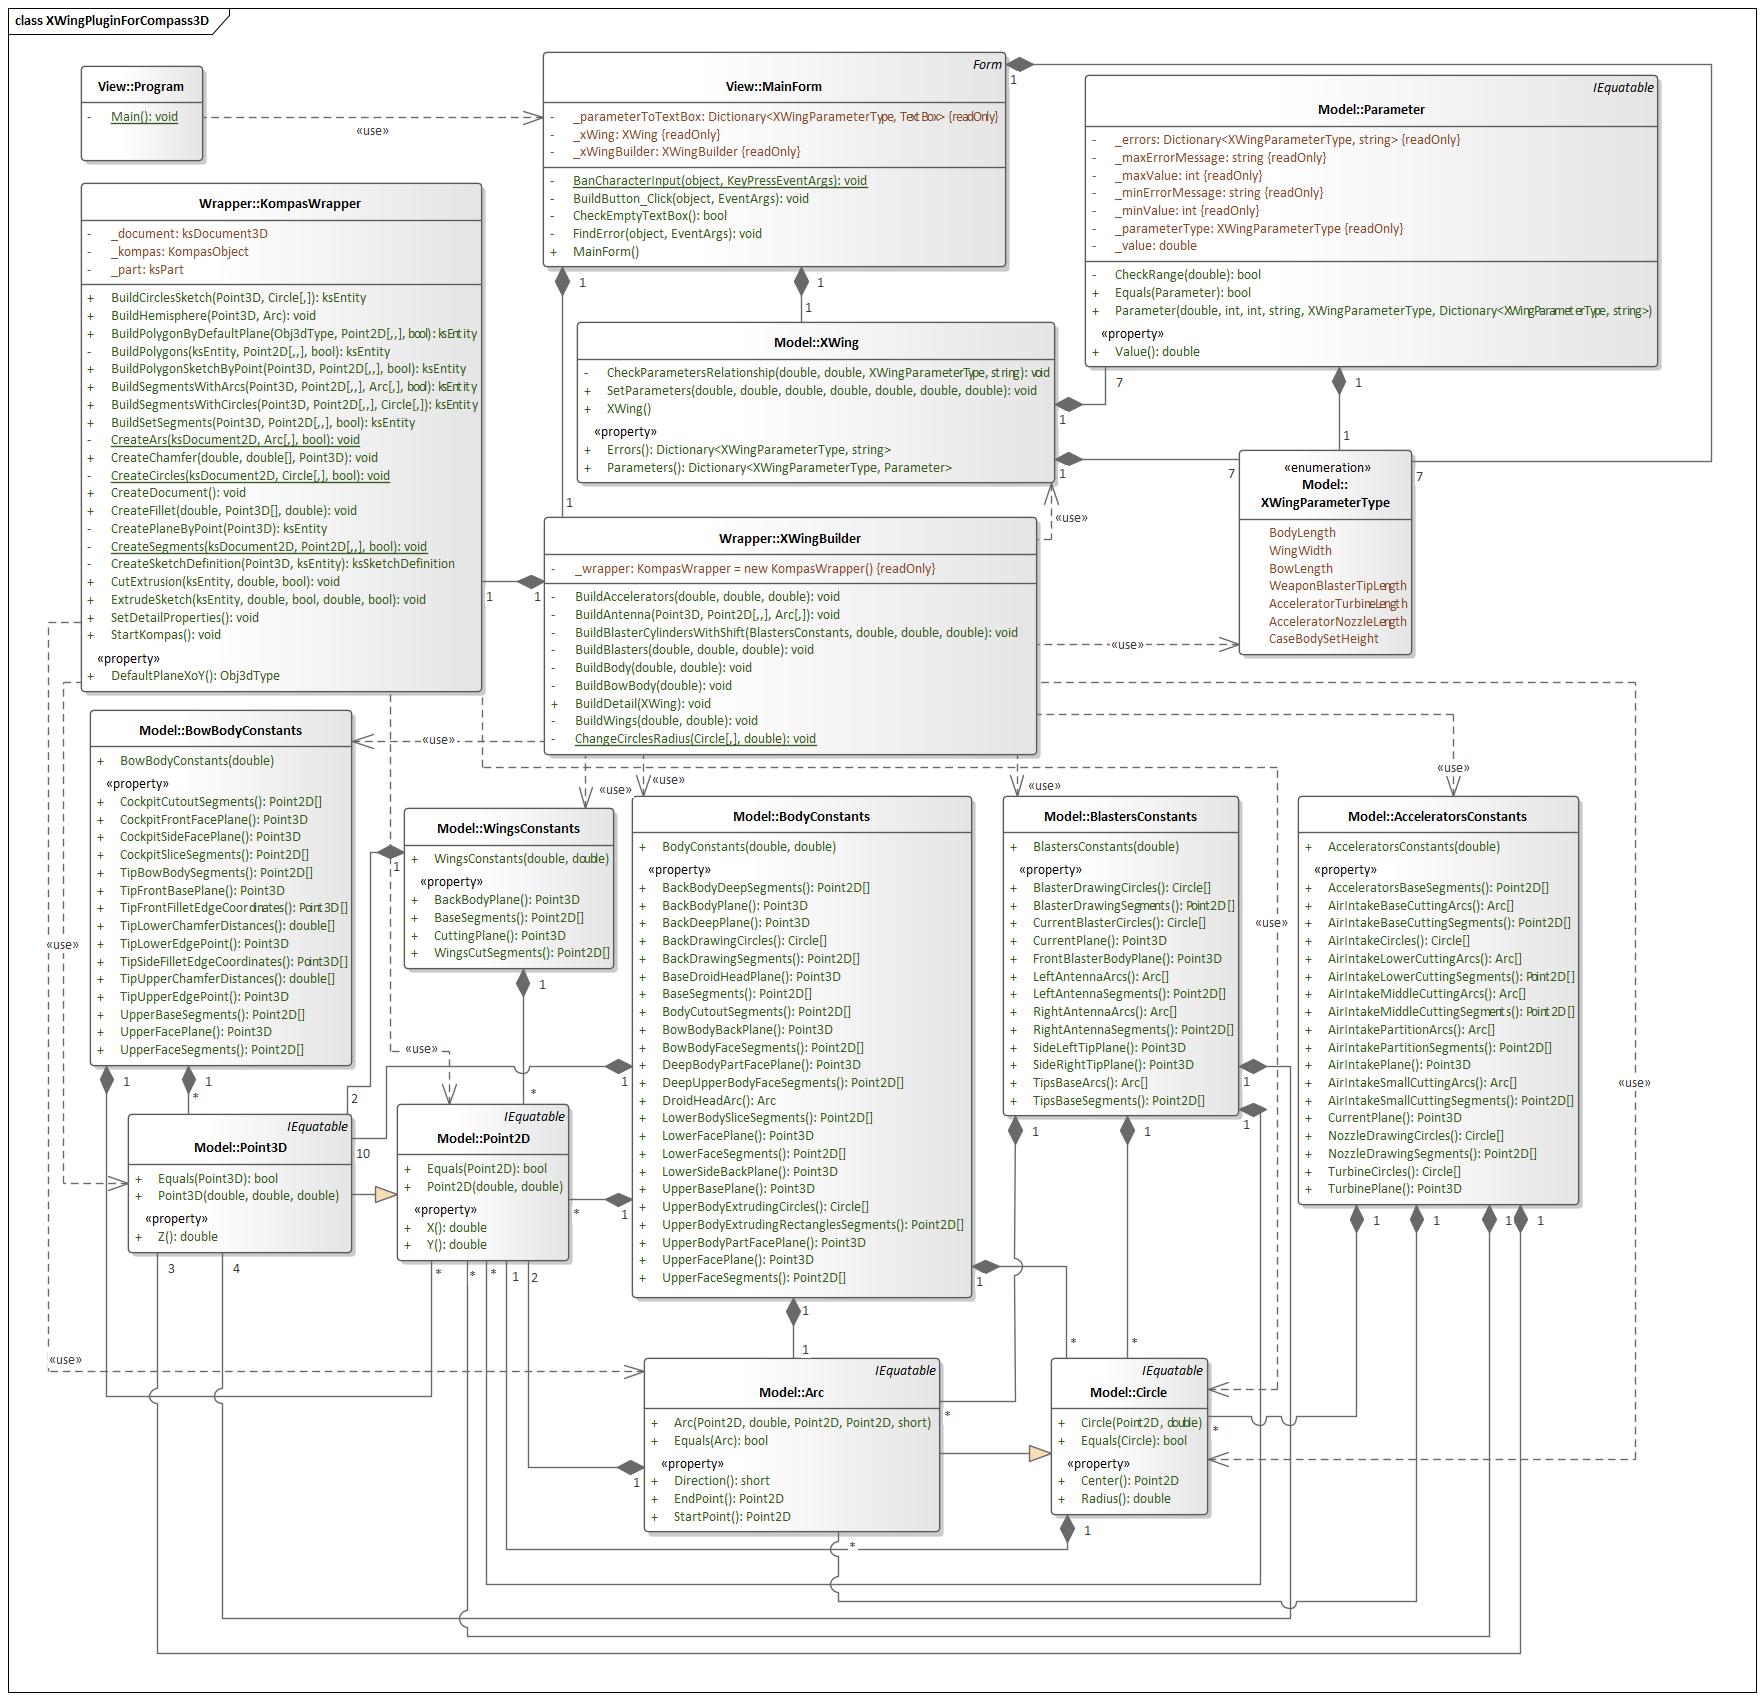 class XWingPluginForCompass3D
View::Program
- Main(): void
«use»
Form
View::MainForm
- _parameterToTextBox: Dictionary<XWingParameterType, TextBox> {readOnly}
- _xWing: XWing {readOnly}
- _xWingBuilder: XWingBuilder {readOnly}
- BanCharacterInput(object, KeyPressEventArgs): void
- BuildButton_Click(object, EventArgs): void
- CheckEmptyTextBox(): bool
- FindError(object, EventArgs): void
+ MainForm()
1
1
1
1
1
IEquatable
Model::Parameter
- _errors: Dictionary<XWingParameterType, string> {readOnly}
- _maxErrorMessage: string {readOnly}
- _maxValue: int {readOnly}
- _minErrorMessage: string {readOnly}
- _minValue: int {readOnly}
- _parameterType: XWingParameterType {readOnly}
- _value: double
- CheckRange(double): bool
+ Equals(Parameter): bool
+ Parameter(double, int, int, string, XWingParameterType, Dictionary<XWingParameterType, string>)
«property»
+ Value(): double
7
1
1
1
1
7
7
Wrapper::KompasWrapper
- _document: ksDocument3D
- _kompas: KompasObject
- _part: ksPart
+ BuildCirclesSketch(Point3D, Circle[,]): ksEntity
+ BuildHemisphere(Point3D, Arc): void
+ BuildPolygonByDefaultPlane(Obj3dType, Point2D[,,], bool): ksEntity
- BuildPolygons(ksEntity, Point2D[,,], bool): ksEntity
+ BuildPolygonSketchByPoint(Point3D, Point2D[,,], bool): ksEntity
+ BuildSegmentsWithArcs(Point3D, Point2D[,,], Arc[,], bool): ksEntity
+ BuildSegmentsWithCircles(Point3D, Point2D[,,], Circle[,]): ksEntity
+ BuildSetSegments(Point3D, Point2D[,,], bool): ksEntity
- CreateArs(ksDocument2D, Arc[,], bool): void
+ CreateChamfer(double, double[], Point3D): void
- CreateCircles(ksDocument2D, Circle[,], bool): void
+ CreateDocument(): void
+ CreateFillet(double, Point3D[], double): void
- CreatePlaneByPoint(Point3D): ksEntity
- CreateSegments(ksDocument2D, Point2D[,,], bool): void
- CreateSketchDefinition(Point3D, ksEntity): ksSketchDefinition
+ CutExtrusion(ksEntity, double, bool): void
+ ExtrudeSketch(ksEntity, double, bool, double, bool): void
+ SetDetailProperties(): void
+ StartKompas(): void
«property»
+ DefaultPlaneXoY(): Obj3dType
1
1
Model::XWing
- CheckParametersRelationship(double, double, XWingParameterType, string): void
+ SetParameters(double, double, double, double, double, double, double): void
+ XWing()
«property»
+ Errors(): Dictionary<XWingParameterType, string>
+ Parameters(): Dictionary<XWingParameterType, Parameter>
«use»
«enumeration»
Model::
XWingParameterType
BodyLength
WingWidth
BowLength
WeaponBlasterTipLength
AcceleratorTurbineLength
AcceleratorNozzleLength
CaseBodySetHeight
Wrapper::XWingBuilder
- _wrapper: KompasWrapper = new KompasWrapper() {readOnly}
- BuildAccelerators(double, double, double): void
- BuildAntenna(Point3D, Point2D[,,], Arc[,]): void
- BuildBlasterCylindersWithShift(BlastersConstants, double, double, double): void
- BuildBlasters(double, double, double): void
- BuildBody(double, double): void
- BuildBowBody(double): void
+ BuildDetail(XWing): void
- BuildWings(double, double): void
- ChangeCirclesRadius(Circle[,], double): void
«use»
«use»
«use»
«use»
«use»
«use»
Model::BowBodyConstants
+ BowBodyConstants(double)
«property»
+ CockpitCutoutSegments(): Point2D[]
+ CockpitFrontFacePlane(): Point3D
+ CockpitSideFacePlane(): Point3D
+ CockpitSliceSegments(): Point2D[]
+ TipBowBodySegments(): Point2D[]
+ TipFrontBasePlane(): Point3D
+ TipFrontFilletEdgeCoordinates(): Point3D[]
+ TipLowerChamferDistances(): double[]
+ TipLowerEdgePoint(): Point3D
+ TipSideFilletEdgeCoordinates(): Point3D[]
+ TipUpperChamferDistances(): double[]
+ TipUpperEdgePoint(): Point3D
+ UpperBaseSegments(): Point2D[]
+ UpperFacePlane(): Point3D
+ UpperFaceSegments(): Point2D[]
«use»
1
1
*
Model::WingsConstants
+ WingsConstants(double, double)
«property»
+ BackBodyPlane(): Point3D
+ BaseSegments(): Point2D[]
+ CuttingPlane(): Point3D
+ WingsCutSegments(): Point2D[]
1
1
«use»
*
2
10
Model::BodyConstants
+ BodyConstants(double, double)
«property»
+ BackBodyDeepSegments(): Point2D[]
+ BackBodyPlane(): Point3D
+ BackDeepPlane(): Point3D
+ BackDrawingCircles(): Circle[]
+ BackDrawingSegments(): Point2D[]
+ BaseDroidHeadPlane(): Point3D
+ BaseSegments(): Point2D[]
+ BodyCutoutSegments(): Point2D[]
+ BowBodyBackPlane(): Point3D
+ BowBodyFaceSegments(): Point2D[]
+ DeepBodyPartFacePlane(): Point3D
+ DeepUpperBodyFaceSegments(): Point2D[]
+ DroidHeadArc(): Arc
+ LowerBodySliceSegments(): Point2D[]
+ LowerFacePlane(): Point3D
+ LowerFaceSegments(): Point2D[]
+ LowerSideBackPlane(): Point3D
+ UpperBasePlane(): Point3D
+ UpperBodyExtrudingCircles(): Circle[]
+ UpperBodyExtrudingRectanglesSegments(): Point2D[]
+ UpperBodyPartFacePlane(): Point3D
+ UpperFacePlane(): Point3D
+ UpperFaceSegments(): Point2D[]
1
1
1
1
1
Model::BlastersConstants
+ BlastersConstants(double)
«property»
+ BlasterDrawingCircles(): Circle[]
+ BlasterDrawingSegments(): Point2D[]
+ CurrentBlasterCircles(): Circle[]
+ CurrentPlane(): Point3D
+ FrontBlasterBodyPlane(): Point3D
+ LeftAntennaArcs(): Arc[]
+ LeftAntennaSegments(): Point2D[]
+ RightAntennaArcs(): Arc[]
+ RightAntennaSegments(): Point2D[]
+ SideLeftTipPlane(): Point3D
+ SideRightTipPlane(): Point3D
+ TipsBaseArcs(): Arc[]
+ TipsBaseSegments(): Point2D[]
1
1
1
1
«use»
Model::AcceleratorsConstants
+ AcceleratorsConstants(double)
«property»
+ AcceleratorsBaseSegments(): Point2D[]
+ AirIntakeBaseCuttingArcs(): Arc[]
+ AirIntakeBaseCuttingSegments(): Point2D[]
+ AirIntakeCircles(): Circle[]
+ AirIntakeLowerCuttingArcs(): Arc[]
+ AirIntakeLowerCuttingSegments(): Point2D[]
+ AirIntakeMiddleCuttingArcs(): Arc[]
+ AirIntakeMiddleCuttingSegments(): Point2D[]
+ AirIntakePartitionArcs(): Arc[]
+ AirIntakePartitionSegments(): Point2D[]
+ AirIntakePlane(): Point3D
+ AirIntakeSmallCuttingArcs(): Arc[]
+ AirIntakeSmallCuttingSegments(): Point2D[]
+ CurrentPlane(): Point3D
+ NozzleDrawingCircles(): Circle[]
+ NozzleDrawingSegments(): Point2D[]
+ TurbineCircles(): Circle[]
+ TurbinePlane(): Point3D
1
1
1
1
«use»
IEquatable
Model::Point3D
+ Equals(Point3D): bool
+ Point3D(double, double, double)
«property»
+ Z(): double
3
4
IEquatable
Model::Point2D
+ Equals(Point2D): bool
+ Point2D(double, double)
«property»
+ X(): double
+ Y(): double
*
*
*
*
1
2
«use»
IEquatable
Model::Arc
+ Arc(Point2D, double, Point2D, Point2D, short)
+ Equals(Arc): bool
«property»
+ Direction(): short
+ EndPoint(): Point2D
+ StartPoint(): Point2D
1
*
*
*
*
IEquatable
Model::Circle
+ Circle(Point2D, double)
+ Equals(Circle): bool
«property»
+ Center(): Point2D
+ Radius(): double
*
1